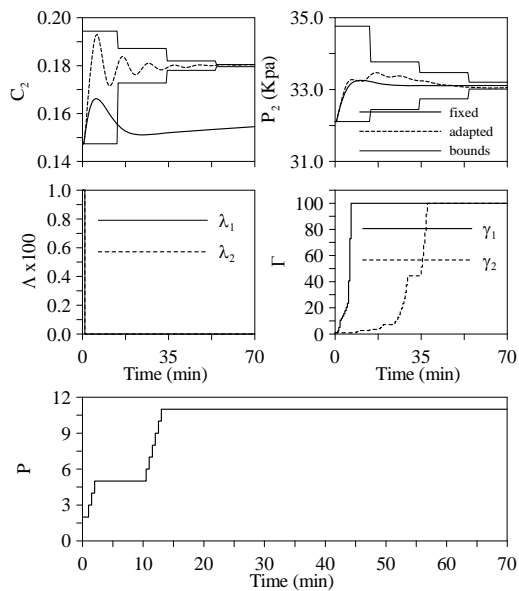 0.20
0.18
0.16
0.14
C2
35.0
33.0
31.0
P2 (Kpa)
fixed
adapted
bounds
1.0
0.8
0.6
0.4
0.2
0.0
Λ x100
λ1
λ2
0 35 70
Time (min)
100
80
60
40
20
0
Γ
γ1
γ2
0 35 70
Time (min)
12
9
6
3
0
P
0 10 20 30 40 50 60 70
Time (min)